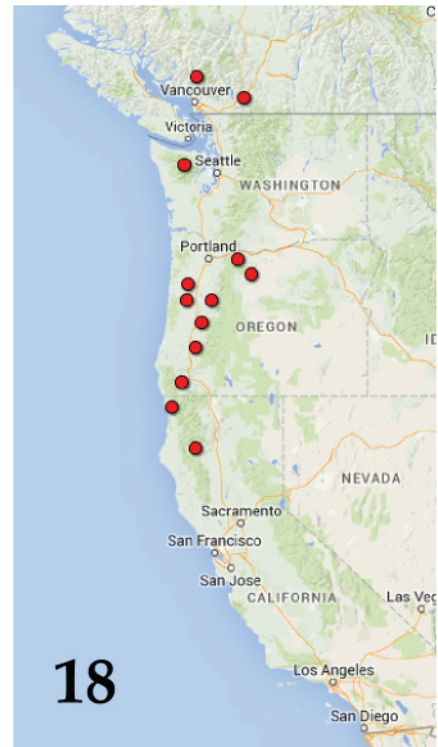 C
Vancouver
Victoria
Seattle
WASHINGTON
Portland
OREGON
ID
NEVADA
Sacramento
San Francisco
San Jose
CALIFORNIA
Las Veg
Los Angeles
18
San Diego